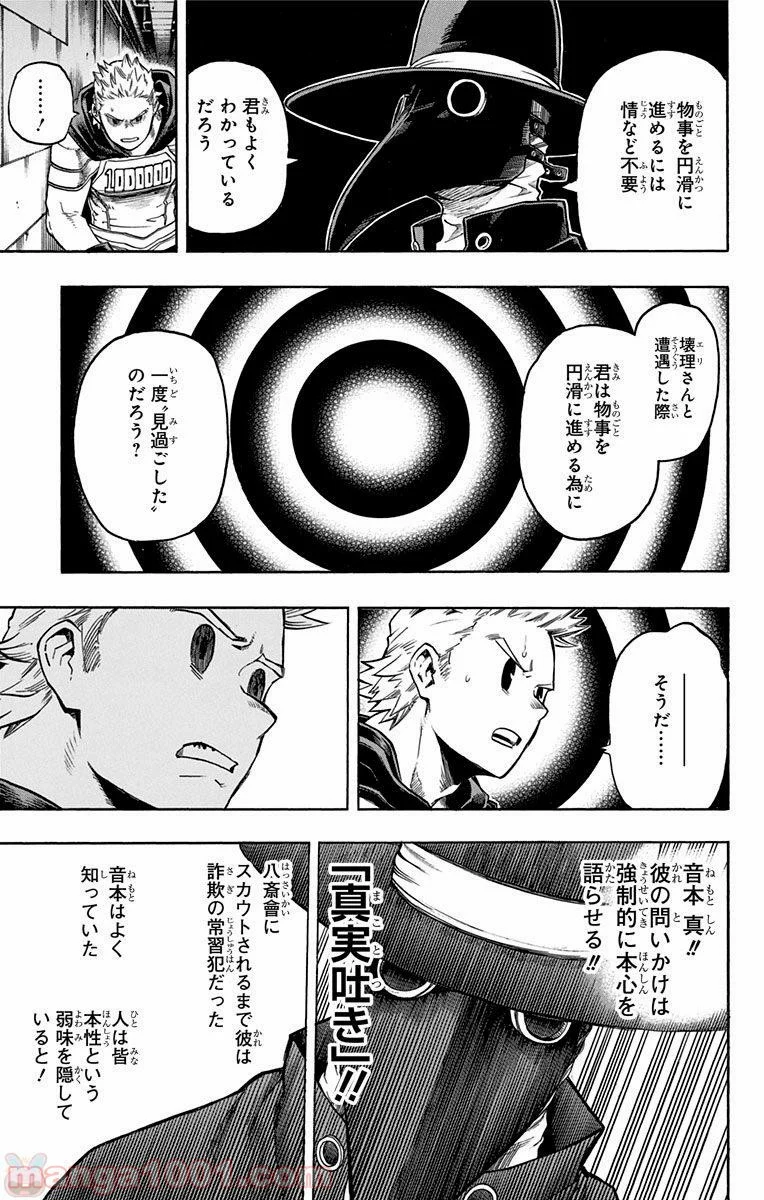 物事を円滑に
進めるには
情など不要
君もよく
わかっている
だろう
……!
100000
壊理さんと
遭遇した際
君は物事を
円滑に進める為に
一度〝見過ごした〟
のだろう?
――そうだ……
音本 真!!
彼の問いかけは
強制的に本心を
語らせる!!
「真実吐き」!!
八斎會に
スカウトされるまで彼は
詐欺の常習犯だった
音本はよく
知っていた
人は皆
本性という
弱味を隠して
いると!
manga1001.com